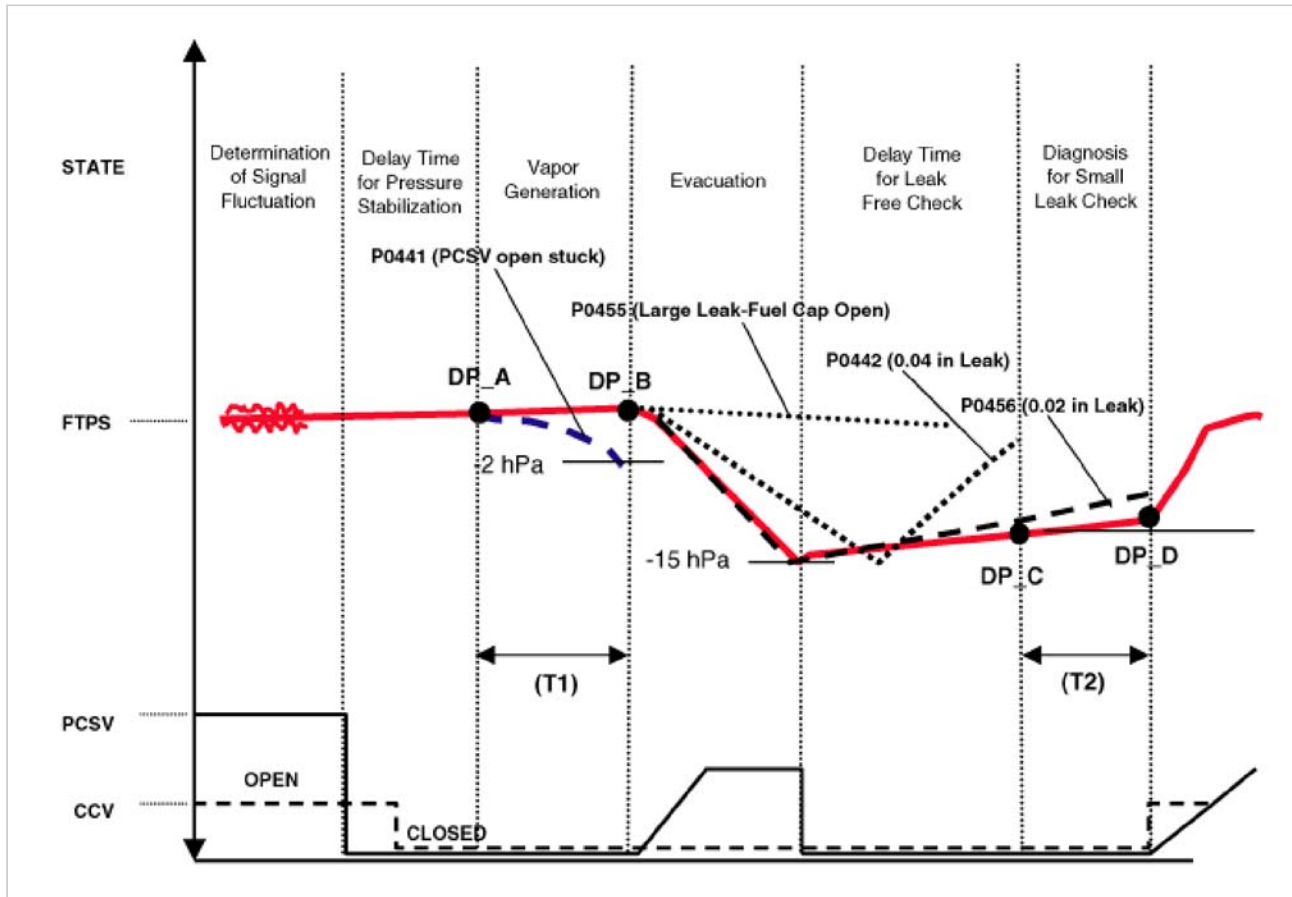 STATE
Determination
of Signal
Fluctuation
Delay Time
for Pressure
Stabilization
Vapor
Generation
Evacuation
Delay Time
for Leak
Free Check
Diagnosis
for Small
Leak Check
P0441 (PCSV open stuck)
P0455 (Large Leak-Fuel Cap Open)
P0442 (0.04 in Leak)
P0456 (0.02 in Leak)
DP_A
DP_B
FTPS
-2 hPa
-15 hPa
DP_C
DP_D
(T1)
(T2)
PCSV
OPEN
CCV
CLOSED